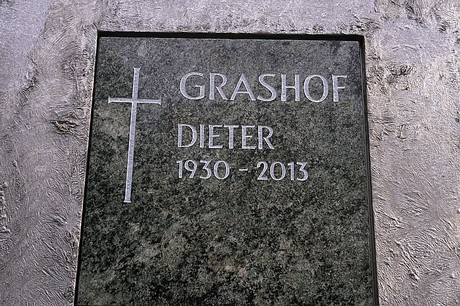 GRASHOF
DIETER
1930 - 2013